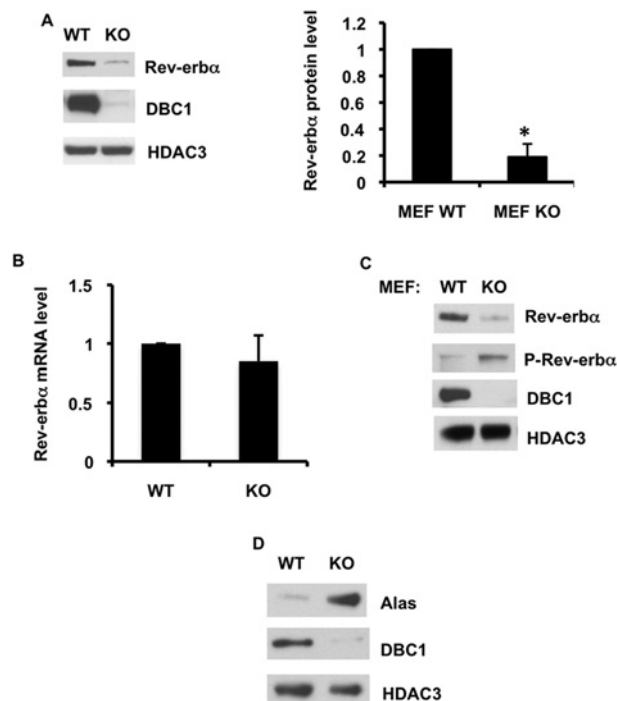 A
WT KO
Rev-erbα
DBC1
HDAC3
Rev-erbα protein level
1.2
1
0.8
0.6
0.4
0.2
0
*
MEF WT MEF KO
B
Rev-erbα mRNA level
1.5
1
0.5
0
WT KO
C
MEF: WT KO
Rev-erbα
P-Rev-erbα
DBC1
HDAC3
D
WT KO
Alas
DBC1
HDAC3